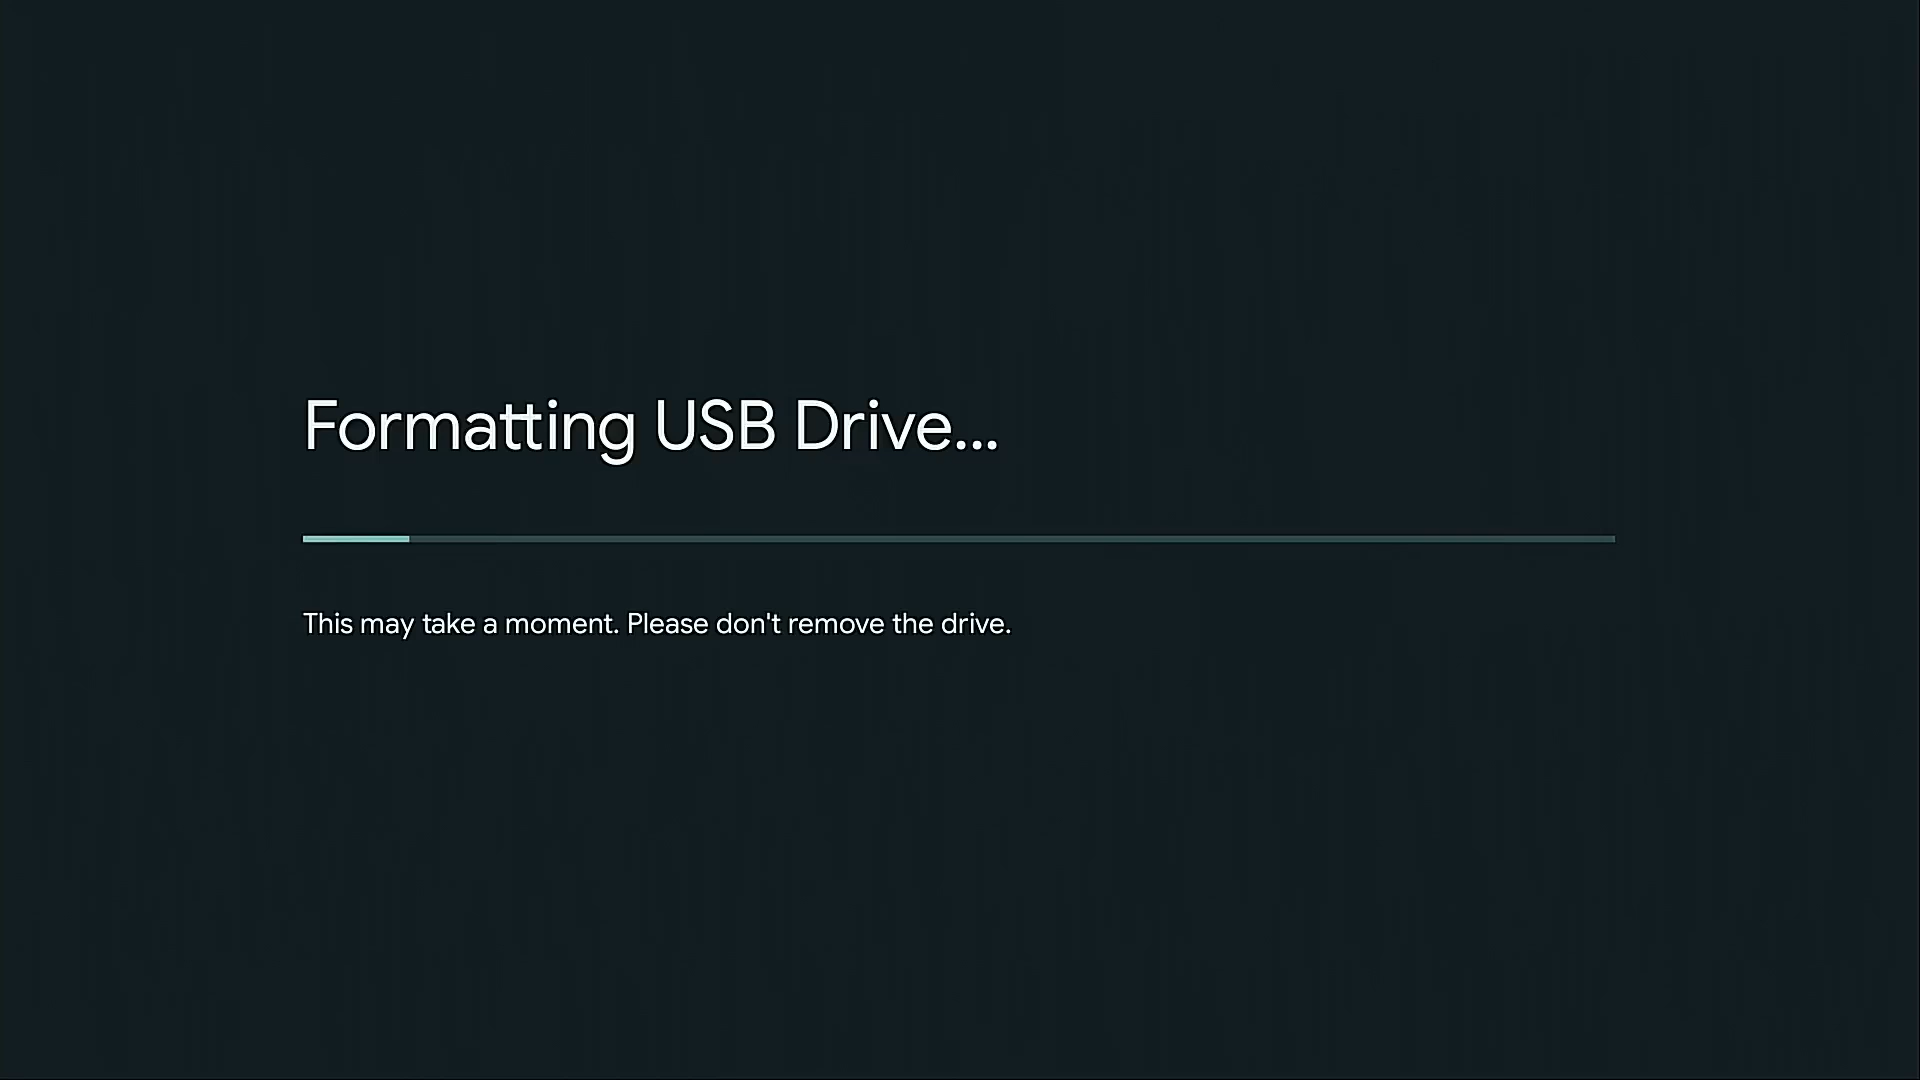 Formatting USB Drive...
This may take a moment. Please don't remove the drive.